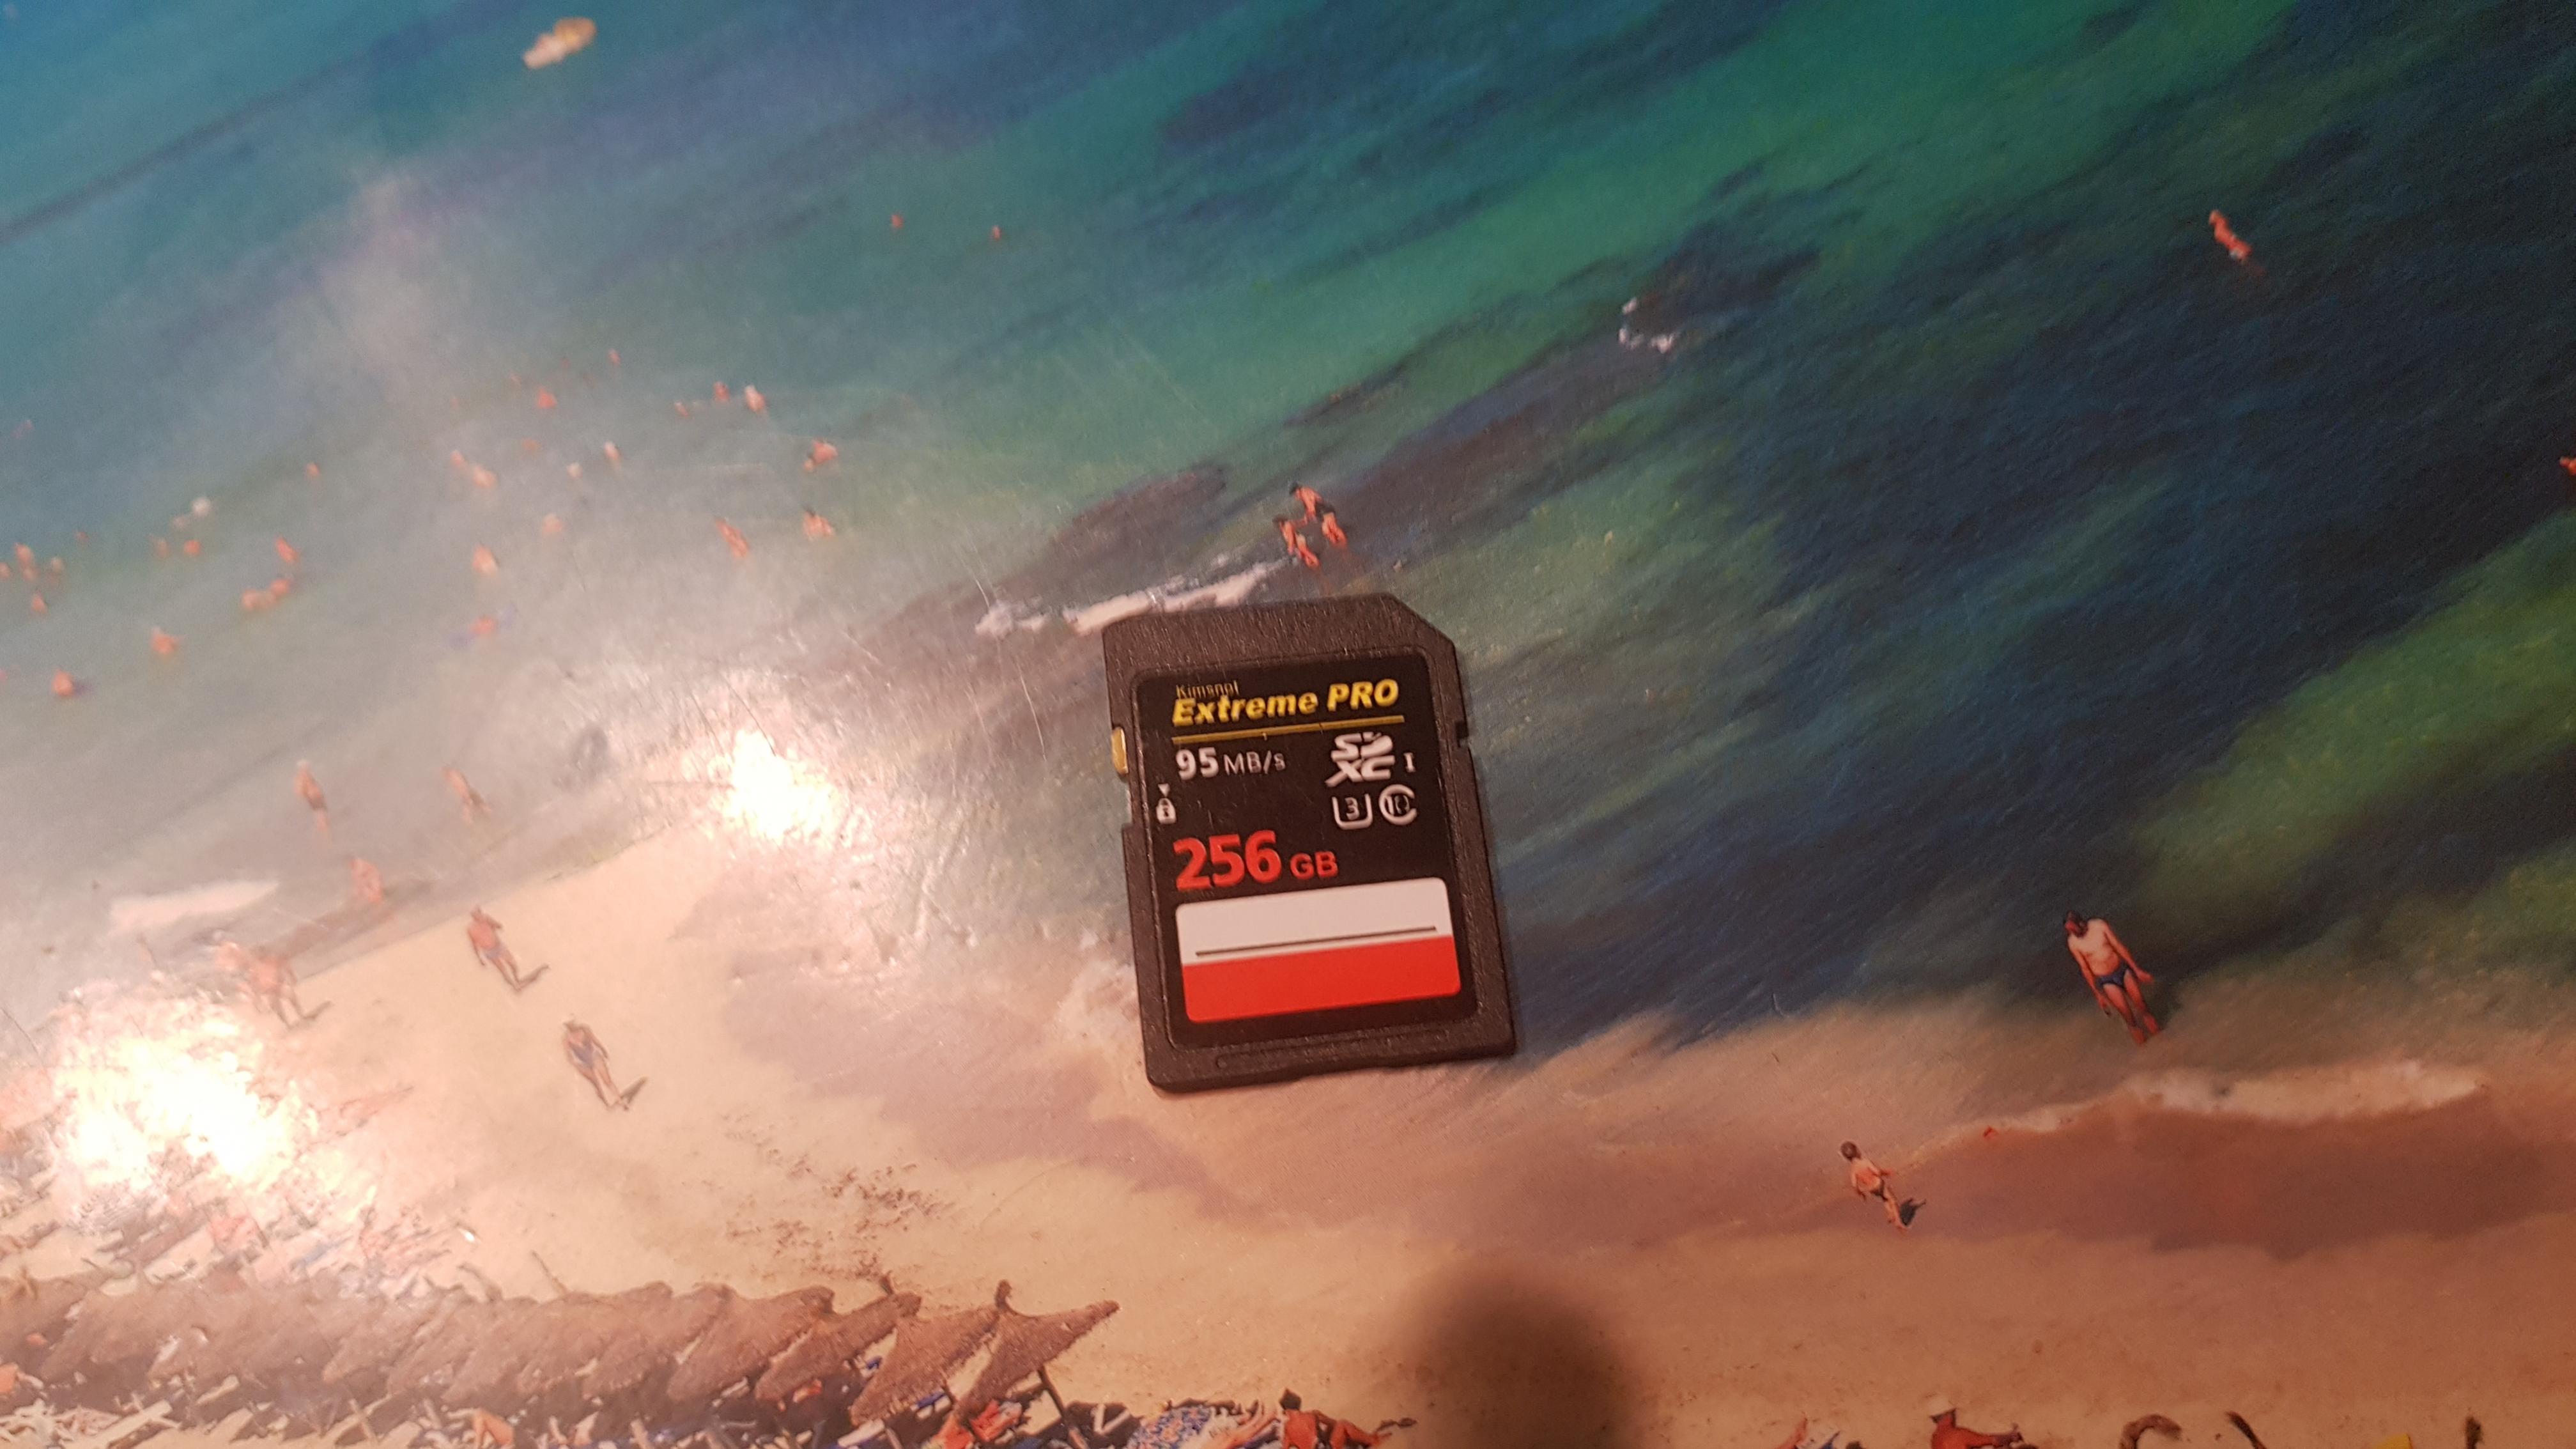 Kimsnot
Extreme PRO
95 MB/s SD XC I
3 10
256 GB